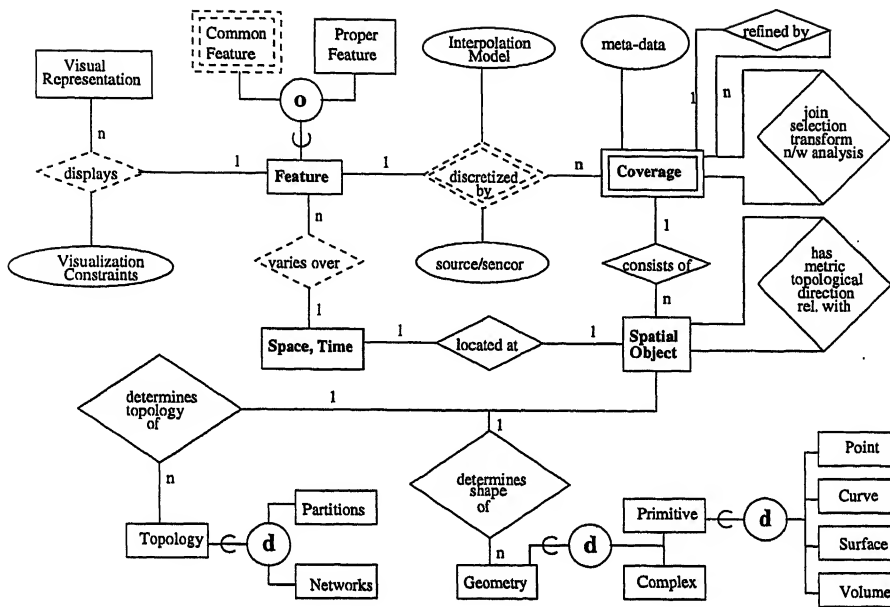 Common
Feature
Proper
Feature
Interpolation
Model
meta-data
refined by
Visual
Representation
o
1
n
n
join
selection
transform
n/w analysis
displays
1
Feature
1
discretized
by
n
Coverage
n
1
Visualization
Constraints
varies over
source/sencor
consists of
has
metric
topological
direction
rel. with
1
n
Space, Time
1
located at
1
Spatial
Object
determines
topology
of
1
1
n
determines
shape
of
Point
Partitions
Primitive
Curve
Topology
d
d
d
Surface
n
Networks
Geometry
Complex
Volume